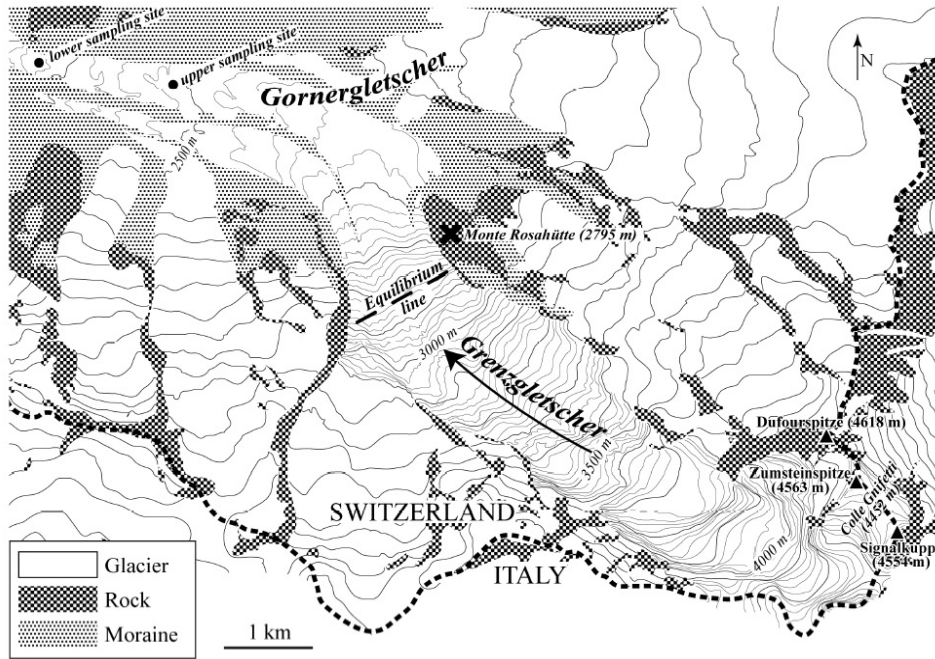 lower sampling site
upper sampling site
Gornergletscher
N
2500 m
Monte Rosahütte (2795 m)
Equilibrium
line
3000 m
Grenzgletscher
3500 m
Dufourspitze (4618 m)
Zumsteinspitze
(4563 m)
Colle Gnifetti
(4452 m)
Signalkuppe
(4554 m)
4000 m
SWITZERLAND
ITALY
Glacier
Rock
Moraine
1 km